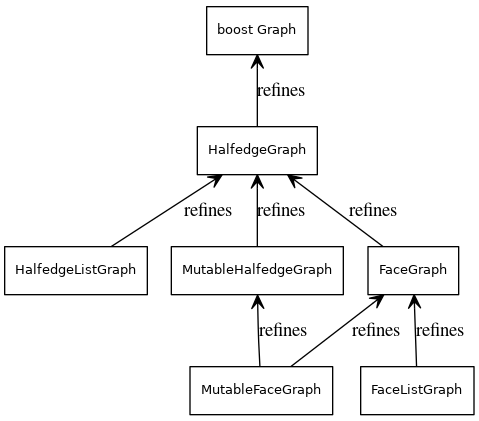 boost Graph
refines
HalfedgeGraph
refines
refines
refines
HalfedgeListGraph
MutableHalfedgeGraph
FaceGraph
refines
refines
refines
MutableFaceGraph
FaceListGraph